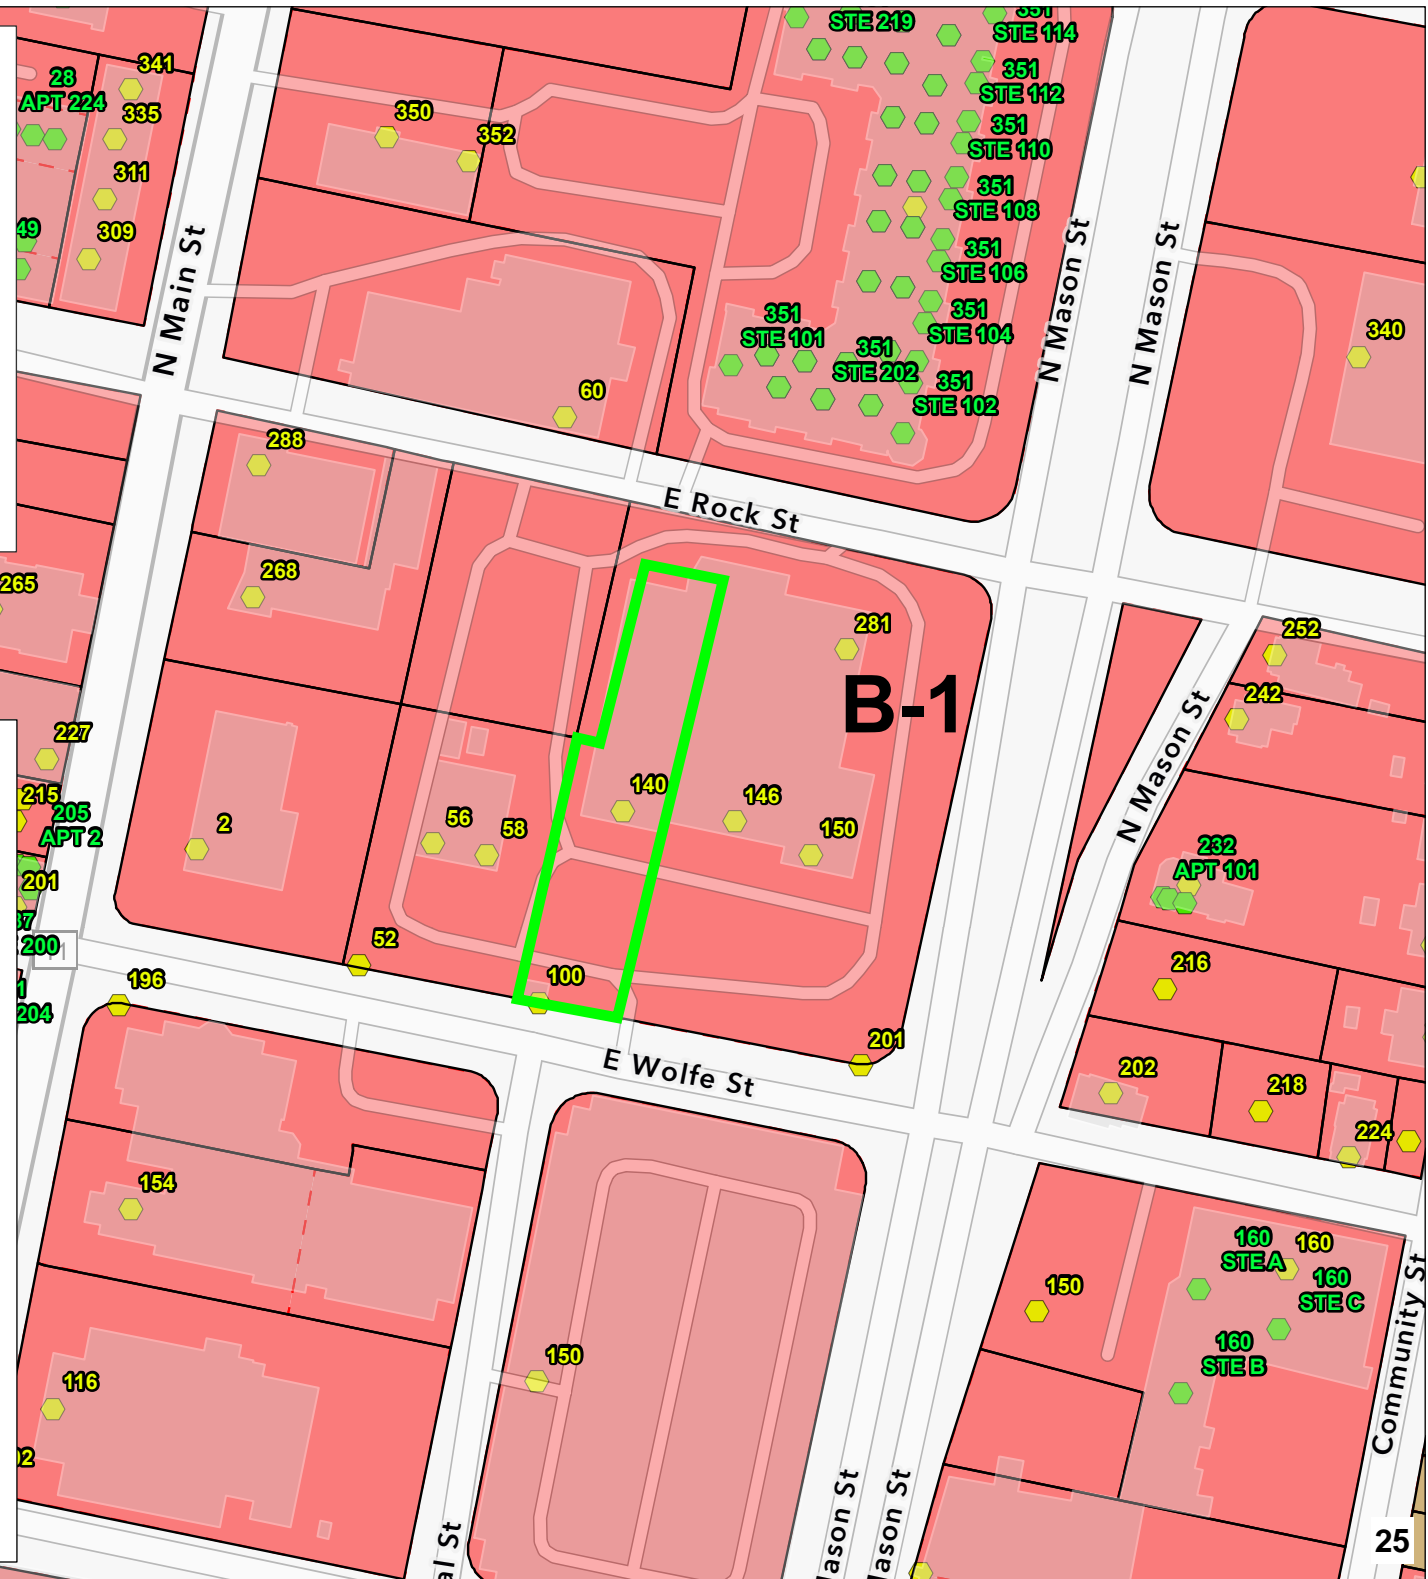 351
STE 219
STE 114
341
28
APT 224
351
STE 112
335
350
352
351
STE 110
311
351
STE 108
309
49
N Main St
N Mason St
N Mason St
351
STE 106
351
STE 101
351
STE 104
340
351
STE 202
351
STE 102
60
288
E Rock St
265
268
281
252
242
B-1
227
N Mason St
215
205
APT 2
2
140
146
56
58
150
232
APT 101
201
37
200
52
196
100
216
1
204
201
E Wolfe St
202
218
224
154
160
STE A
160
160
STE C
150
160
STE B
150
116
Community St
02
Mason St
Mason St
al St
25